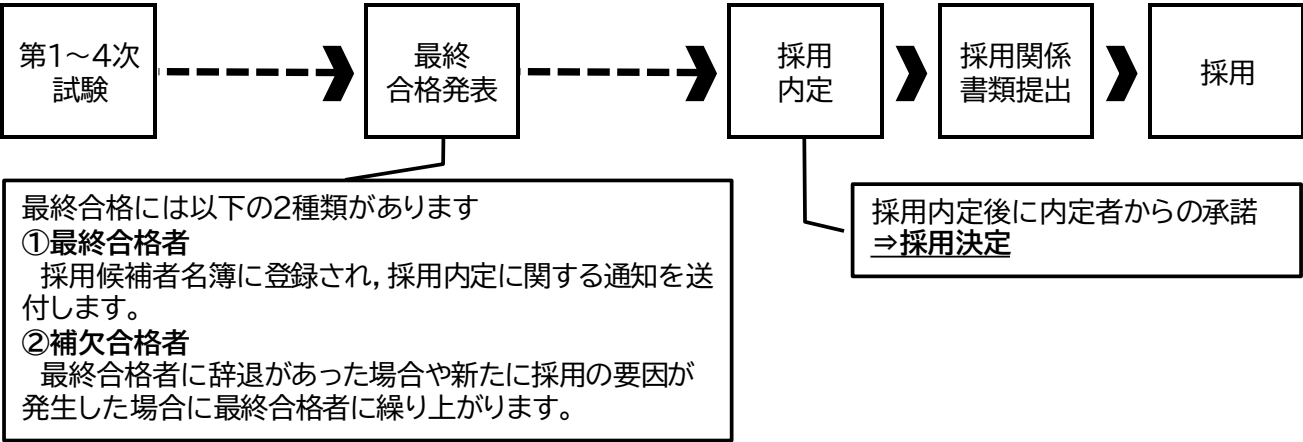 第1～4次
試験
最終
合格発表
採用
内定
採用関係
書類提出
採用
最終合格には以下の2種類があります
①最終合格者
採用候補者名簿に登録され，採用内定に関する通知を送
付します。
②補欠合格者
最終合格者に辞退があった場合や新たに採用の要因が
発生した場合に最終合格者に繰り上がります。
採用内定後に内定者からの承諾
⇒採用決定